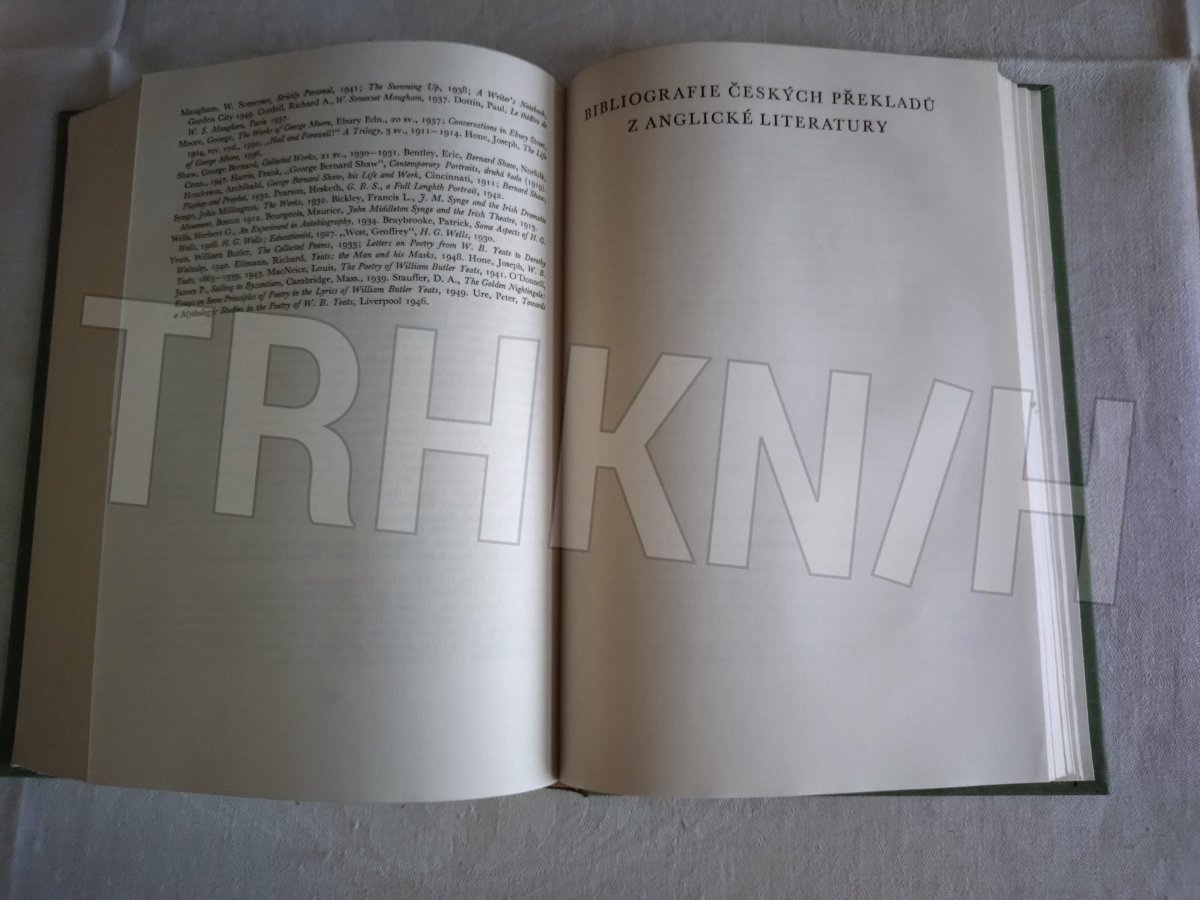 Maugham, W. Somerset, Strictly Personal, 1941; The Summing Up, 1938; A Writer's Notebook,
Garden City 1949. Cordell, Richard A., W. Somerset Maugham, 1937. Dottin, Paul, Le théâtre de
W. S. Maugham, Paris 1937.
Moore, George, The Works of George Moore, Ebury Edn., 20 sv., 1937; Conversations in Ebury Street,
1924, rev. vyd., 1930; „Hail and Farewell!“ A Trilogy, 3 sv., 1911—1914. Hone, Joseph, The Life
of George Moore, 1936.
Shaw, George Bernard, Collected Works, 21 sv., 1930—1931. Bentley, Eric, Bernard Shaw, Norfolk,
Conn., 1947. Harris, Frank, „George Bernard Shaw“, Contemporary Portraits, druhá řada (1919).
Henderson, Archibald, George Bernard Shaw, his Life and Work, Cincinnati, 1911; Bernard Shaw,
Playboy and Prophet, 1932. Pearson, Hesketh, G. B. S., a Full Lenghth Portrait, 1942.
Synge, John Millington, The Works, 1932. Bickley, Francis L., J. M. Synge and the Irish Dramatic
Movement, Boston 1912. Bourgeois, Maurice, John Middleton Synge and the Irish Theatre, 1913.
Wells, Herbert G., An Experiment in Autobiography, 1934. Braybrooke, Patrick, Some Aspects of H. G.
Wells, 1928. H. G. Wells: Educationist, 1927. „West, Geoffrey“, H. G. Wells, 1930.
Yeats, William Butler, The Collected Poems, 1933; Letters on Poetry from W. B. Yeats to Dorothy
Wellesley, 1940. Ellmann, Richard, Yeats: the Man and his Masks, 1948. Hone, Joseph, W. B.
Yeats, 1865—1939, 1943. MacNeice, Louis, The Poetry of William Butler Yeats, 1941. O'Donnell,
James P., Sailing to Byzantium, Cambridge, Mass., 1939. Stauffer, D. A., The Golden Nightingale:
Essays on Some Principles of Poetry in the Lyrics of William Butler Yeats, 1949. Ure, Peter, Towards
a Mythology: Studies in the Poetry of W. B. Yeats, Liverpool 1946.
BIBLIOGRAFIE ČESKÝCH PŘEKLADŮ
Z ANGLICKÉ LITERATURY
TRHKNIH